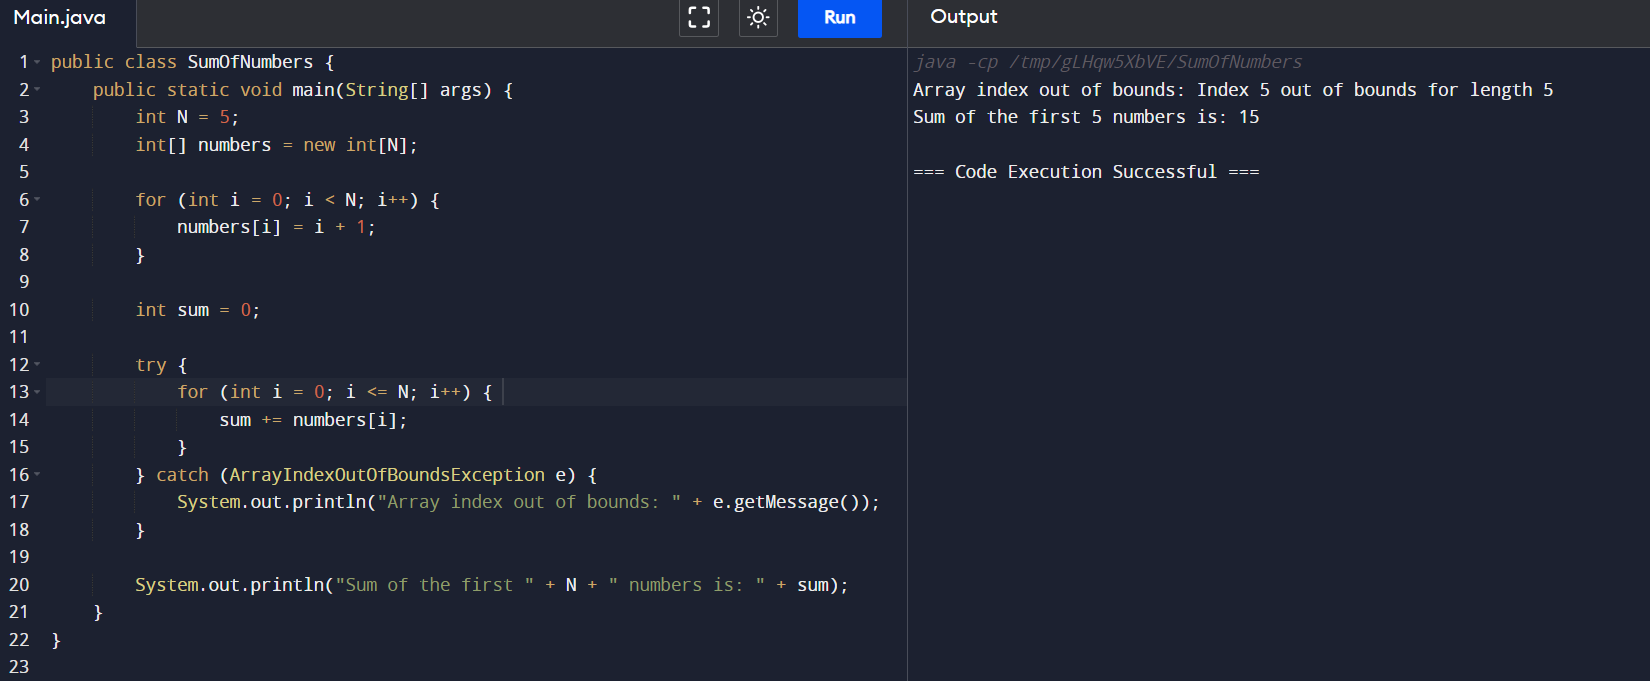 Main.java
Run
Output
1 public class SumOfNumbers {
2     public static void main(String[] args) {
3         int N = 5;
4         int[] numbers = new int[N];
5
6         for (int i = 0; i < N; i++) {
7             numbers[i] = i + 1;
8         }
9
10         int sum = 0;
11
12         try {
13             for (int i = 0; i <= N; i++) {
14                 sum += numbers[i];
15             }
16         } catch (ArrayIndexOutOfBoundsException e) {
17             System.out.println("Array index out of bounds: " + e.getMessage());
18         }
19
20         System.out.println("Sum of the first " + N + " numbers is: " + sum);
21     }
22 }
23
java -cp /tmp/gLHqw5XbVE/SumOfNumbers
Array index out of bounds: Index 5 out of bounds for length 5
Sum of the first 5 numbers is: 15
=== Code Execution Successful ===